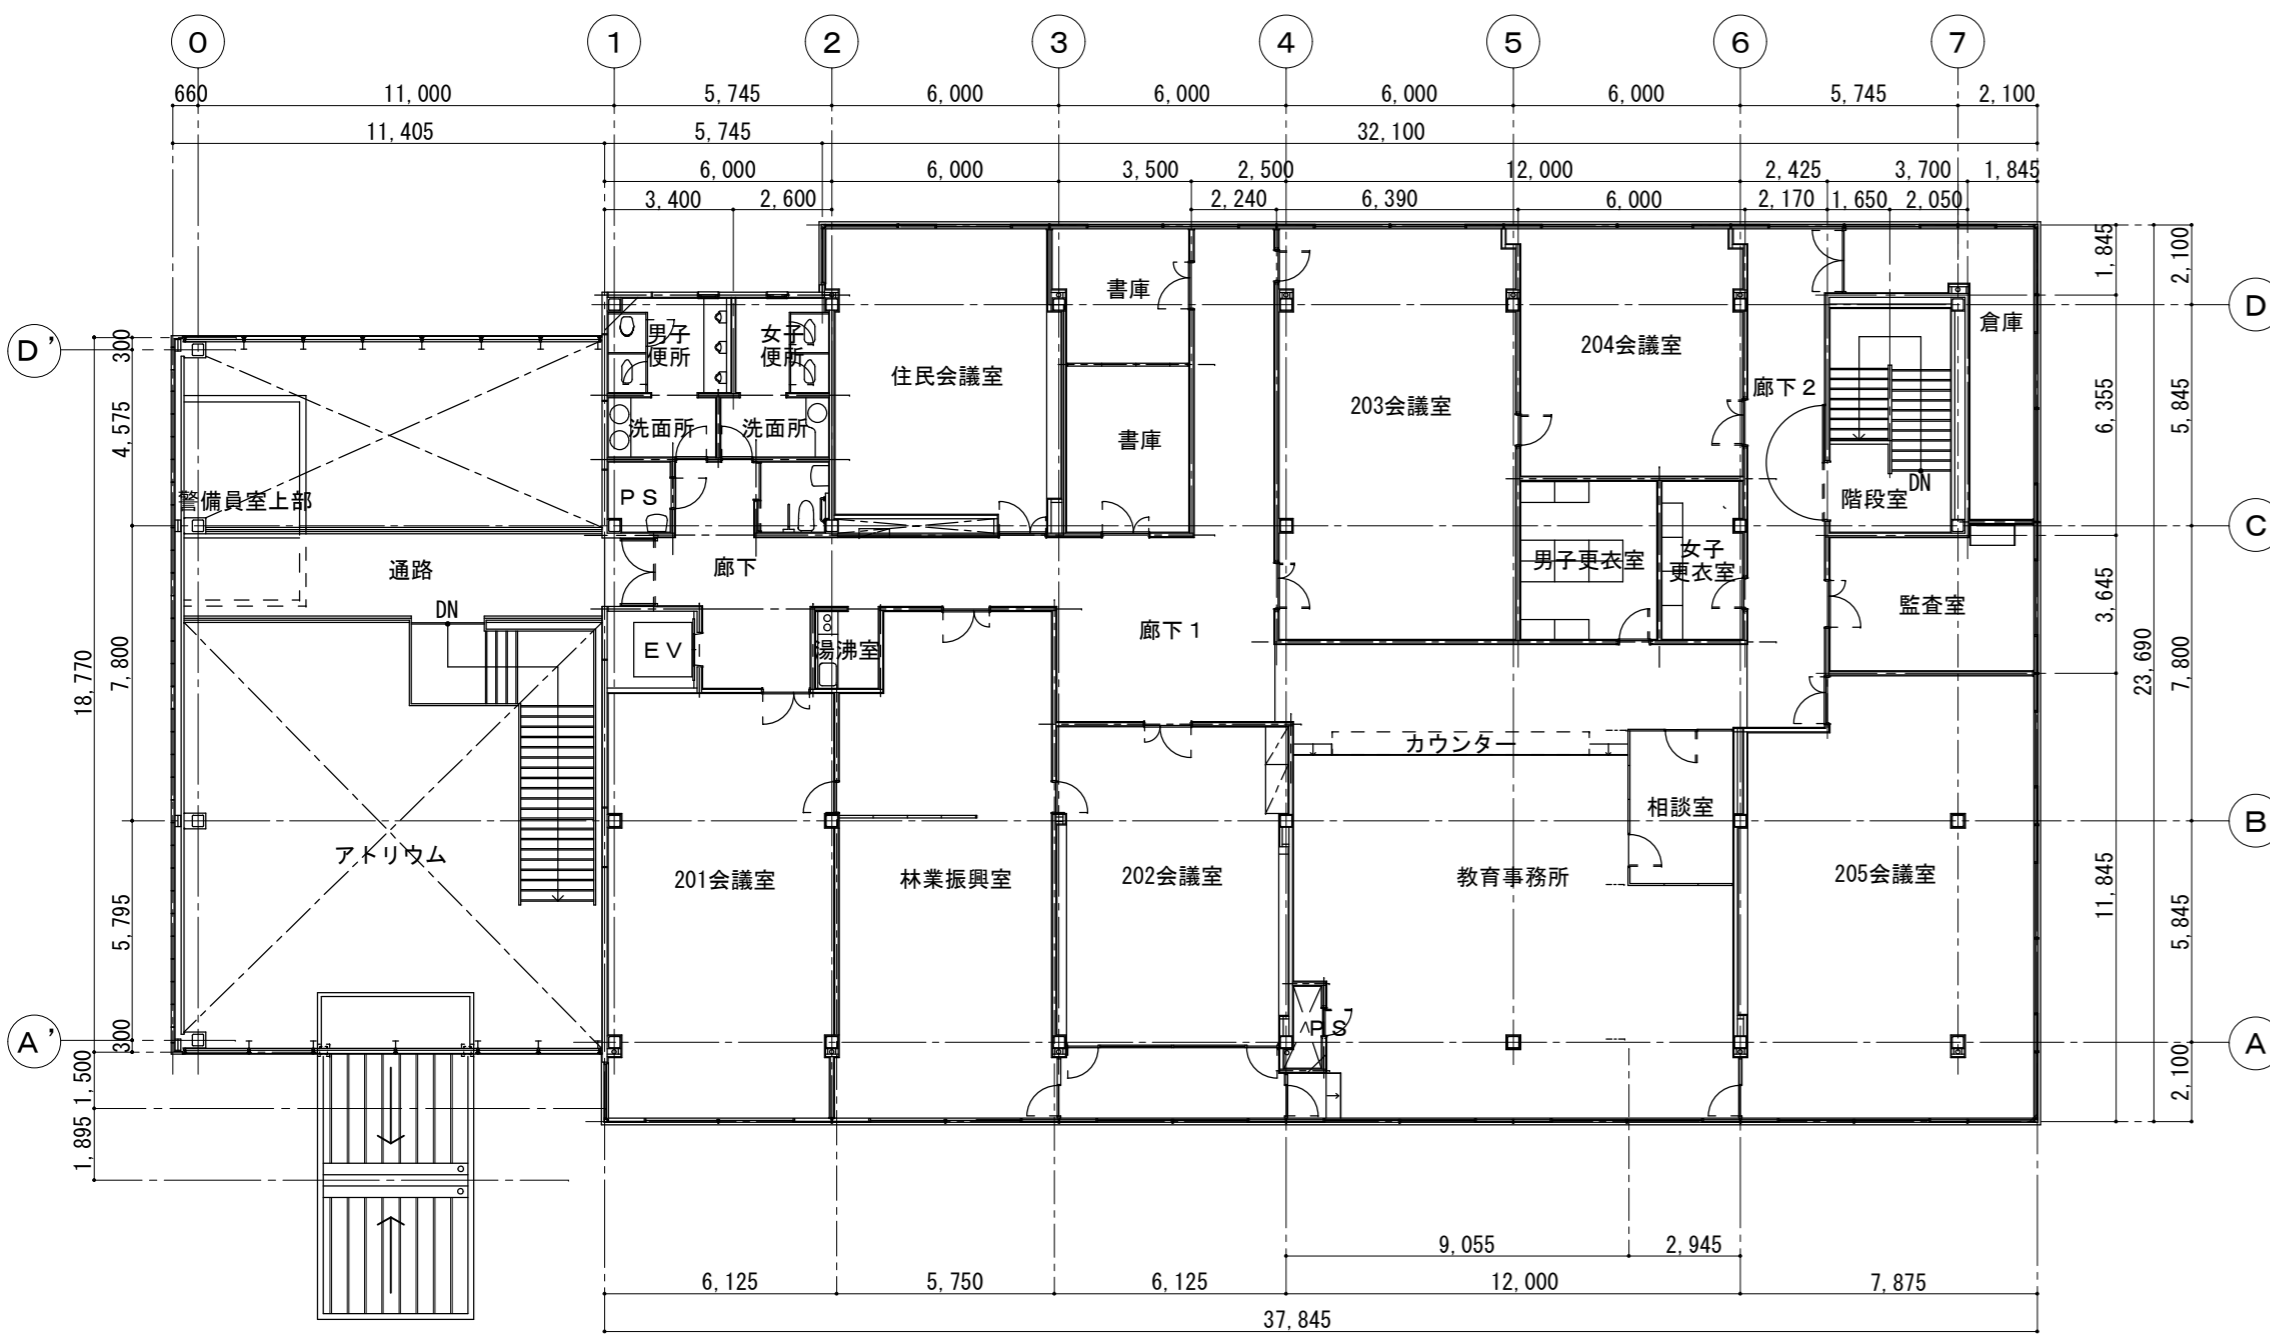 0 1 2 3 4 5 6 7
660 11,000 5,745 6,000 6,000 6,000 6,000 5,745 2,100
11,405 5,745 32,100
6,000 6,000 3,500 2,500 12,000 2,425 3,700 1,845
3,400 2,600 2,240 6,390 6,000 2,170 1,650 2,050
D'
A'
D
C
B
A
300
4,575
7,800
5,795
300
18,770
1,500
1,895
1,845
6,355
3,645
11,845
23,690
2,100
5,845
7,800
5,845
2,100
男子
便所
女子
便所
洗面所
洗面所
PS
住民会議室
書庫
書庫
203会議室
204会議室
廊下2
倉庫
DN
階段室
警備員室上部
通路
DN
廊下
EV
湯沸室
廊下1
男子更衣室
女子
更衣室
監査室
カウンター
相談室
アトリウム
201会議室
林業振興室
202会議室
教育事務所
205会議室
PS
9,055 2,945
6,125 5,750 6,125 12,000 7,875
37,845